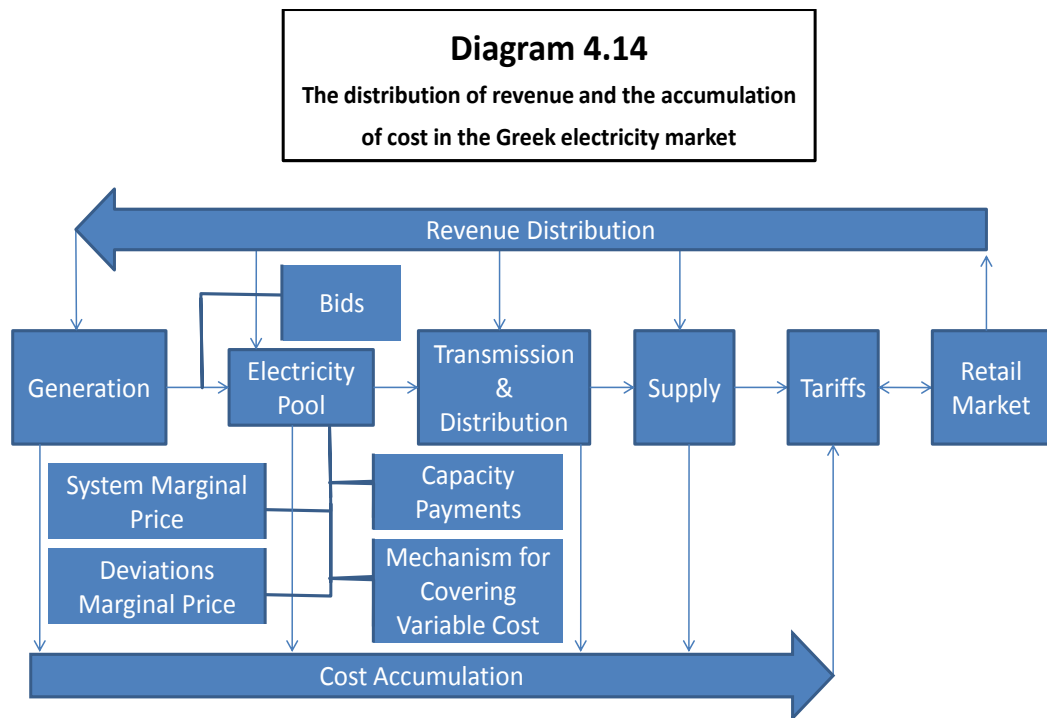 Diagram 4.14
The distribution of revenue and the accumulation
of cost in the Greek electricity market
Revenue Distribution
Bids
Generation
Electricity
Pool
Transmission
&
Distribution
Supply
Tariffs
Retail
Market
System Marginal
Price
Capacity
Payments
Deviations
Marginal Price
Mechanism for
Covering
Variable Cost
Cost Accumulation